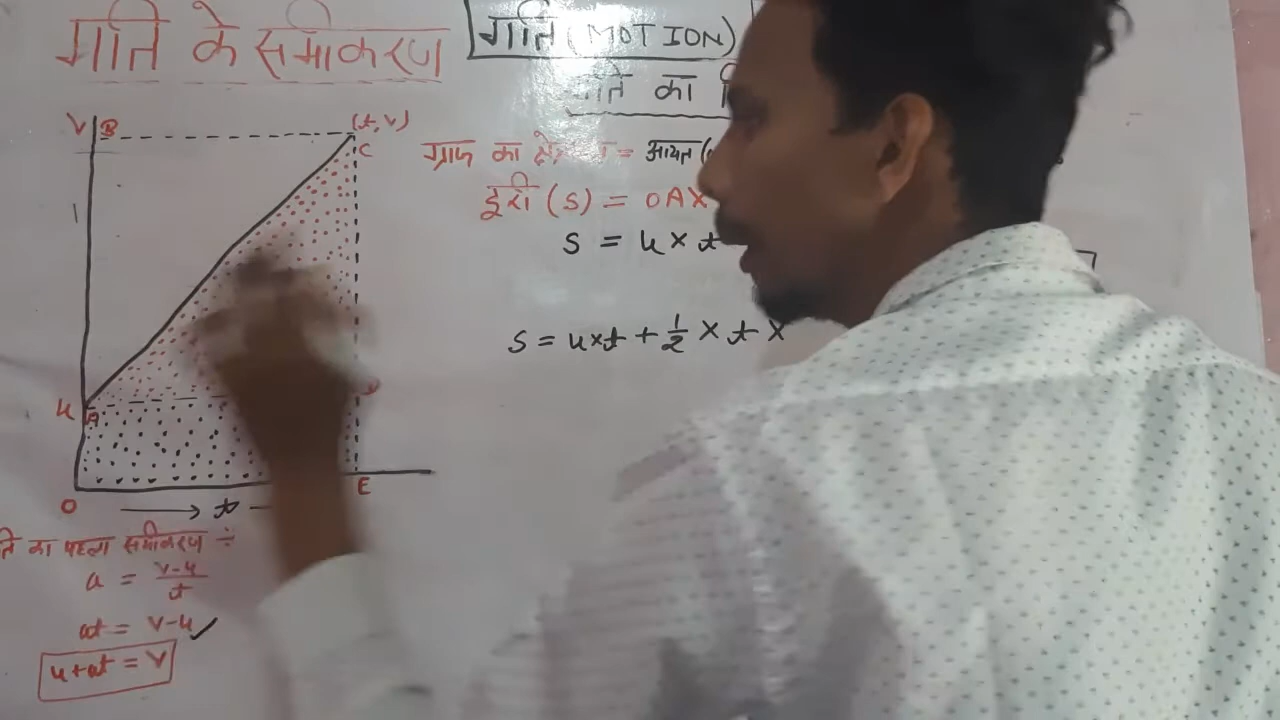 गति के समीकरण
गति (MOTION)
का
V B (t, v)
C
u A
O → t E
ग्राफ का = आयत (
दूरी (s) = OA X
s = u × t
s = u×t + 1/2 × t ×
का पहला समीकरण ÷
a = v-u/t
at = v-u ✓
u+at = v